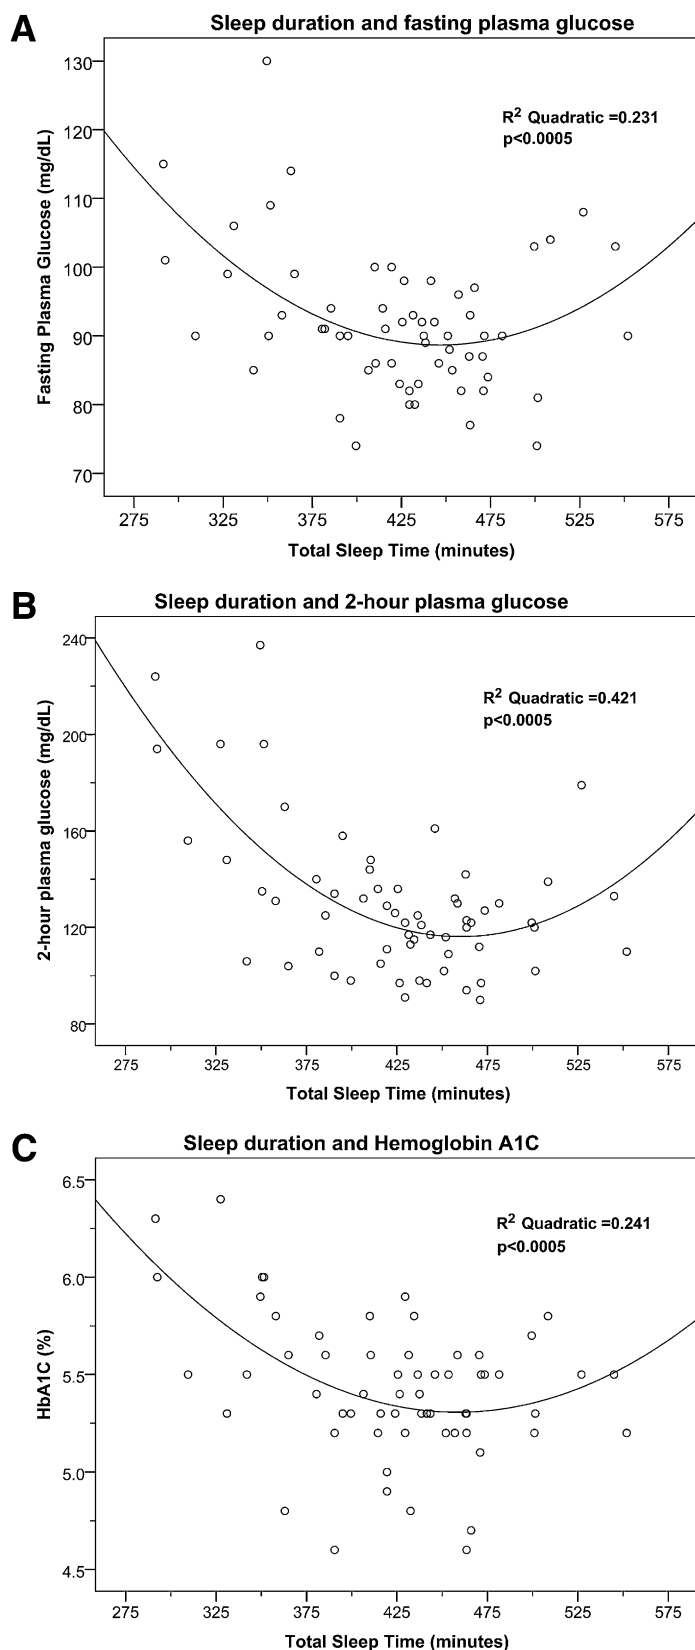 A
Sleep duration and fasting plasma glucose
130
120
110
100
90
80
70
Fasting Plasma Glucose (mg/dL)
R² Quadratic =0.231
p<0.0005
275 325 375 425 475 525 575
Total Sleep Time (minutes)
B
Sleep duration and 2-hour plasma glucose
240
200
160
120
80
2-hour plasma glucose (mg/dL)
R² Quadratic =0.421
p<0.0005
275 325 375 425 475 525 575
Total Sleep Time (minutes)
C
Sleep duration and Hemoglobin A1C
6.5
6.0
5.5
5.0
4.5
HbA1C (%)
R² Quadratic =0.241
p<0.0005
275 325 375 425 475 525 575
Total Sleep Time (minutes)